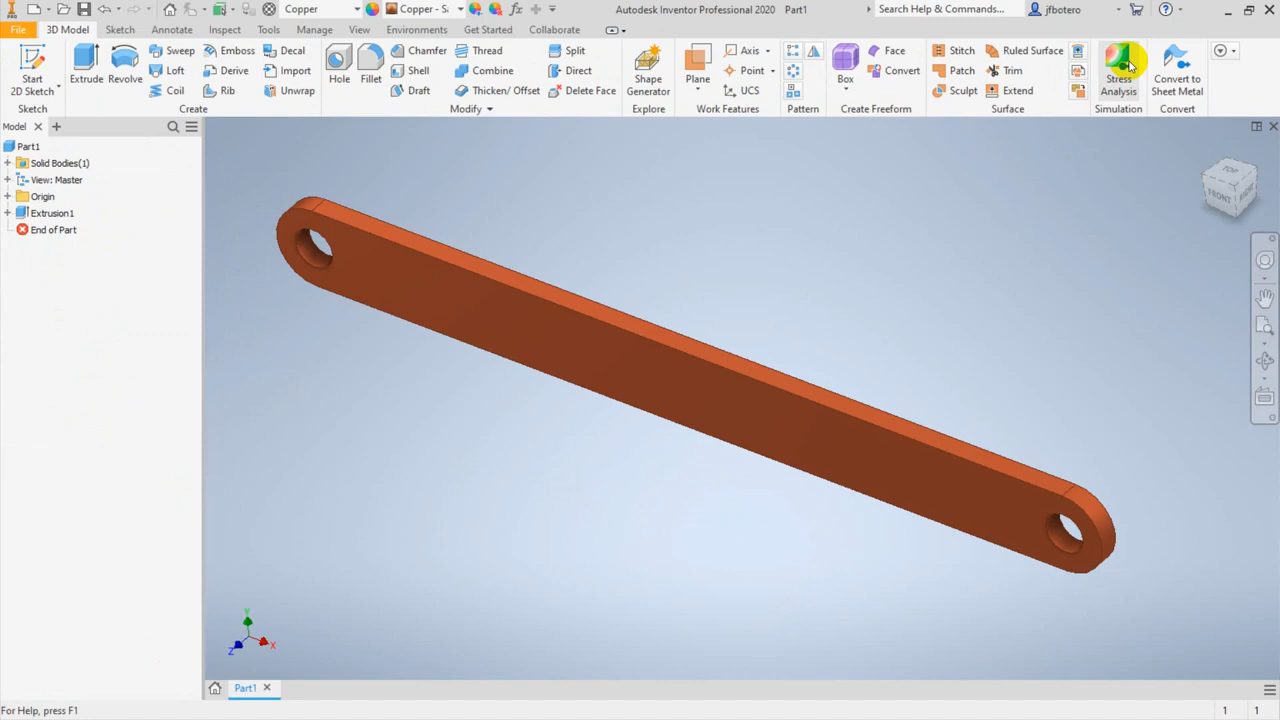 PRO
Copper
Copper - Si
fx
Autodesk Inventor Professional 2020 Part1
Search Help & Commands...
jfbotero
File 3D Model Sketch Annotate Inspect Tools Manage View Environments Get Started Collaborate
Start
2D Sketch
Extrude
Revolve
Sweep
Loft
Coil
Emboss
Derive
Rib
Decal
Import
Unwrap
Hole
Fillet
Chamfer
Shell
Draft
Thread
Combine
Thicken/ Offset
Split
Direct
Delete Face
Shape
Generator
Plane
Axis
Point
UCS
Box
Face
Convert
Stitch
Patch
Sculpt
Ruled Surface
Trim
Extend
Stress
Analysis
Convert to
Sheet Metal
Sketch Create Modify Explore Work Features Pattern Create Freeform Surface Simulation Convert
Model
Part1
Solid Bodies(1)
View: Master
Origin
Extrusion1
End of Part
TOP
FRONT
RIGHT
Y
X
Z
Part1
For Help, press F1
1 1